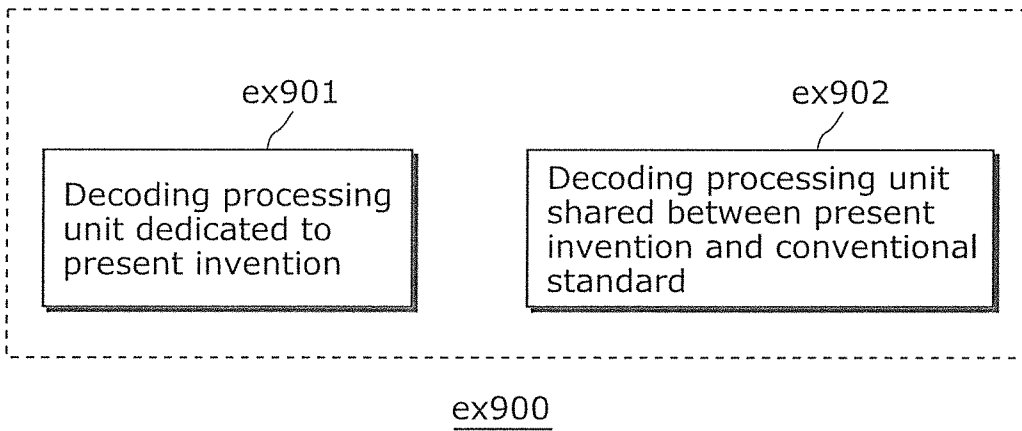 ex901
Decoding processing
unit dedicated to
present invention
ex902
Decoding processing unit
shared between present
invention and conventional
standard
ex900